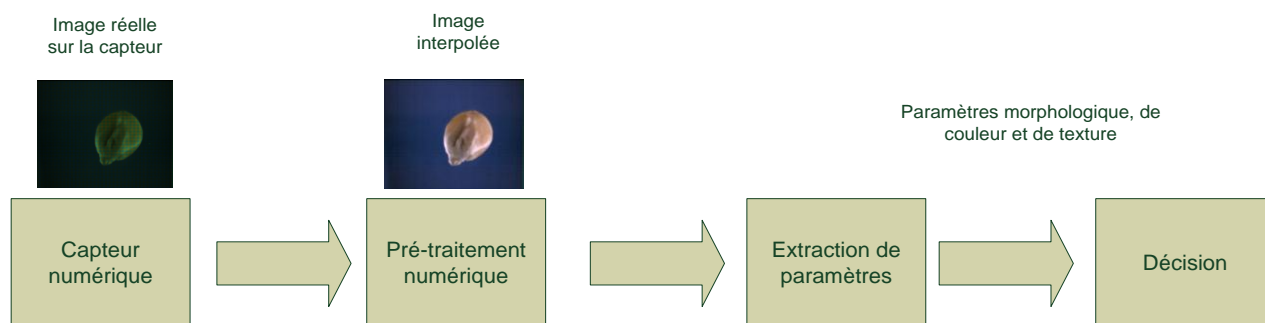 Image réelle
sur la capteur
Image
interpolée
Paramètres morphologique, de
couleur et de texture
Capteur
numérique
Pré-traitement
numérique
Extraction de
paramètres
Décision